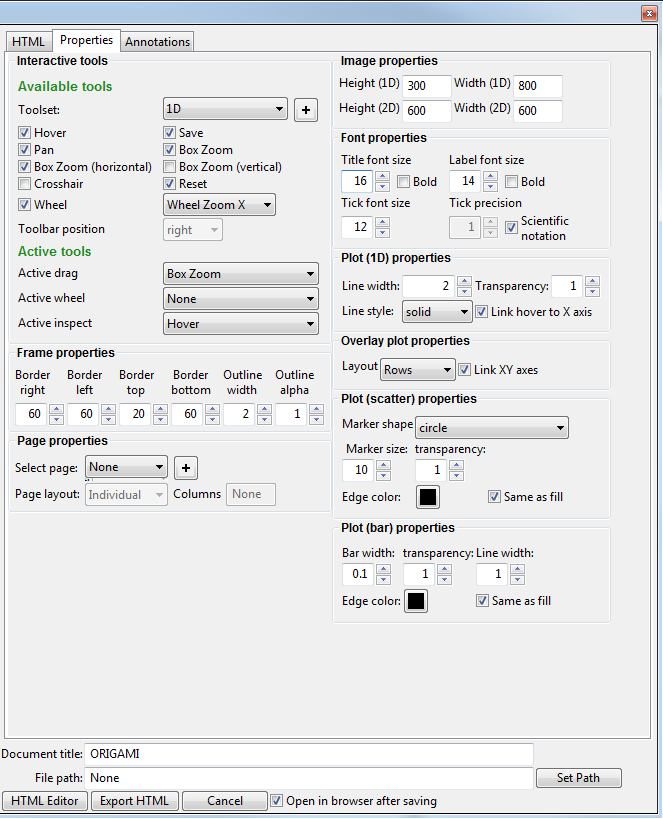 HTML Properties Annotations
Interactive tools
Available tools
Toolset: 1D +
Hover Save
Pan Box Zoom
Box Zoom (horizontal) Box Zoom (vertical)
Crosshair Reset
Wheel Wheel Zoom X
Toolbar position right
Active tools
Active drag Box Zoom
Active wheel None
Active inspect Hover
Frame properties
Border Border Border Border Outline Outline
right left top bottom width alpha
60 60 20 60 2 1
Page properties
Select page: None +
Page layout: Individual Columns None
Image properties
Height (1D) 300 Width (1D) 800
Height (2D) 600 Width (2D) 600
Font properties
Title font size Label font size
16 Bold 14 Bold
Tick font size Tick precision
12 1 Scientific
notation
Plot (1D) properties
Line width: 2 Transparency: 1
Line style: solid Link hover to X axis
Overlay plot properties
Layout Rows Link XY axes
Plot (scatter) properties
Marker shape circle
Marker size: transparency:
10 1
Edge color: Same as fill
Plot (bar) properties
Bar width: transparency: Line width:
0.1 1 1
Edge color: Same as fill
Document title: ORIGAMI
File path: None Set Path
HTML Editor Export HTML Cancel Open in browser after saving